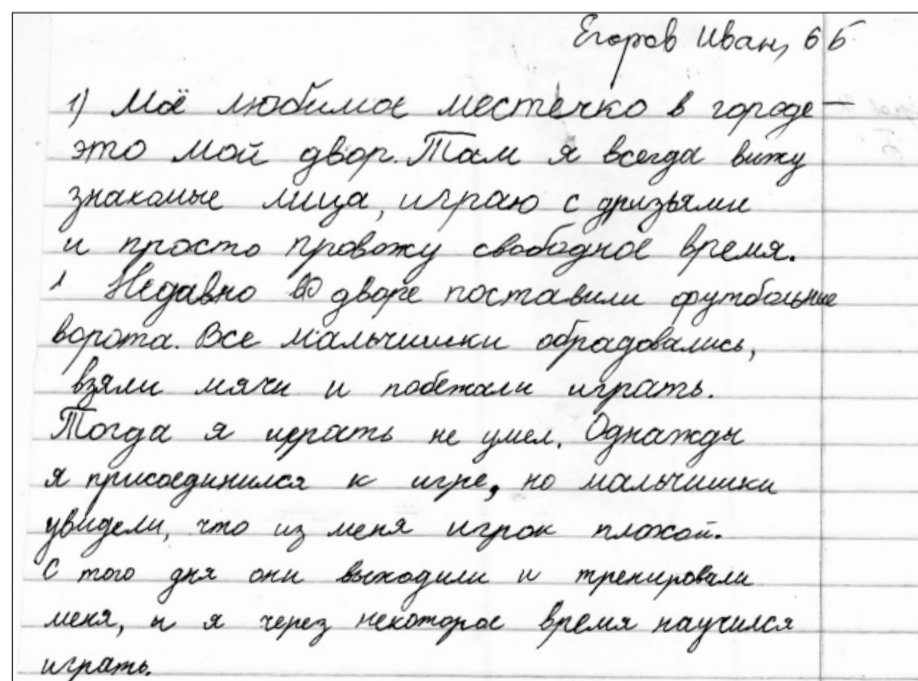 Егоров Иван, 6 Б
1) Моё любимое местечко в городе —
это мой двор. Там я всегда вижу
знакомые лица, играю с друзьями
и просто провожу свободное время.
Недавно во дворе поставили футбольные
ворота. Все мальчишки обрадовались,
взяли мячи и побежали играть.
Тогда я играть не умел. Однажды
я присоединился к игре, но мальчишки
увидели, что из меня игрок плохой.
С того дня они выходили и тренировали
меня, и я через некоторое время научился
играть.